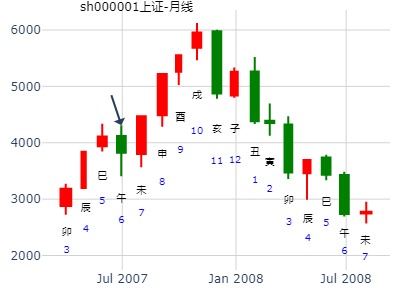 sh000001上证-月线
6000
5000
4000
3000
2000
卯
3
辰
4
巳
5
午
6
未
7
申
8
酉
9
戌
10
亥
11
子
12
丑
1
寅
2
卯
3
辰
4
巳
5
午
6
未
7
Jul 2007
Jan 2008
Jul 2008